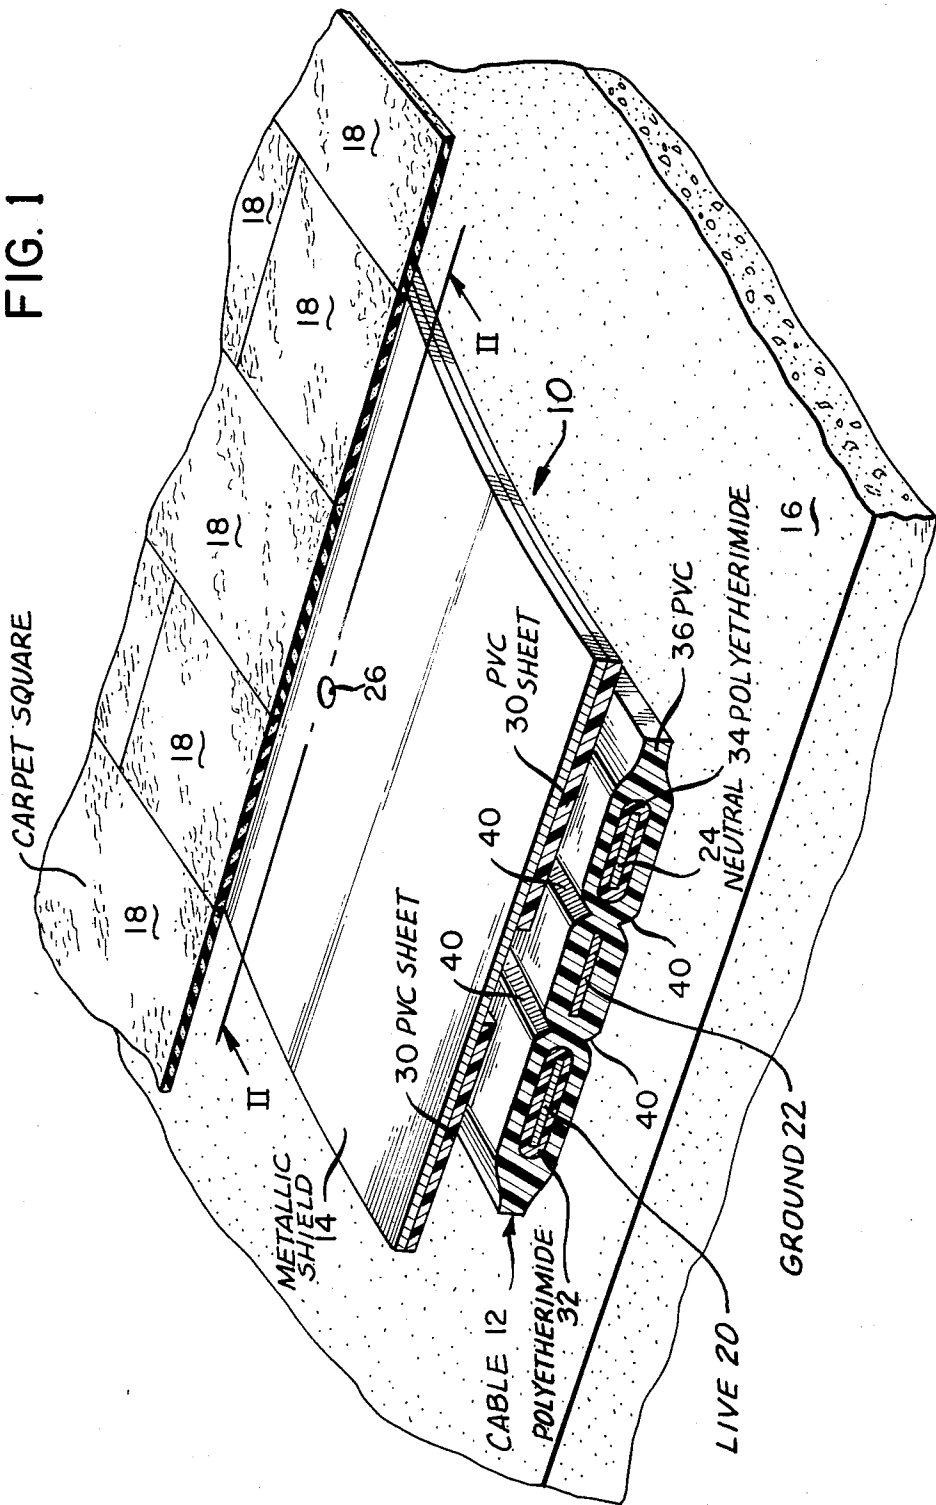 FIG. 1
CARPET SQUARE
18
18
18
18
18
18
18
II
II
26
10
METALLIC
SHIELD
14
30 PVC SHEET
30 PVC
SHEET
40
40
16
36 PVC
34 POLYETHERIMIDE
24
NEUTRAL
40
40
CABLE 12
POLYETHERIMIDE
32
GROUND 22
LIVE 20